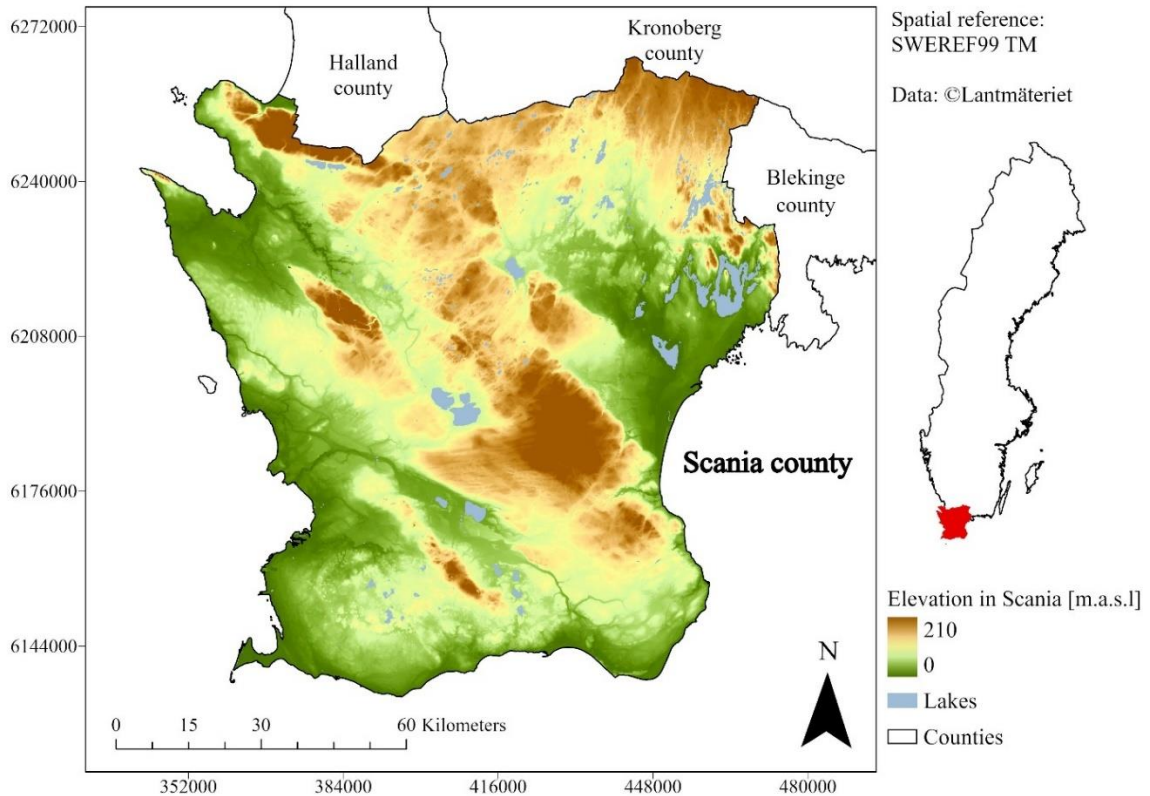 6272000
6240000
6208000
6176000
6144000
Halland
county
Kronoberg
county
Blekinge
county
Scania county
N
0 15 30 60 Kilometers
352000 384000 416000 448000 480000
Spatial reference:
SWEREF99 TM
Data: ©Lantmäteriet
Elevation in Scania [m.a.s.l]
210
0
Lakes
Counties